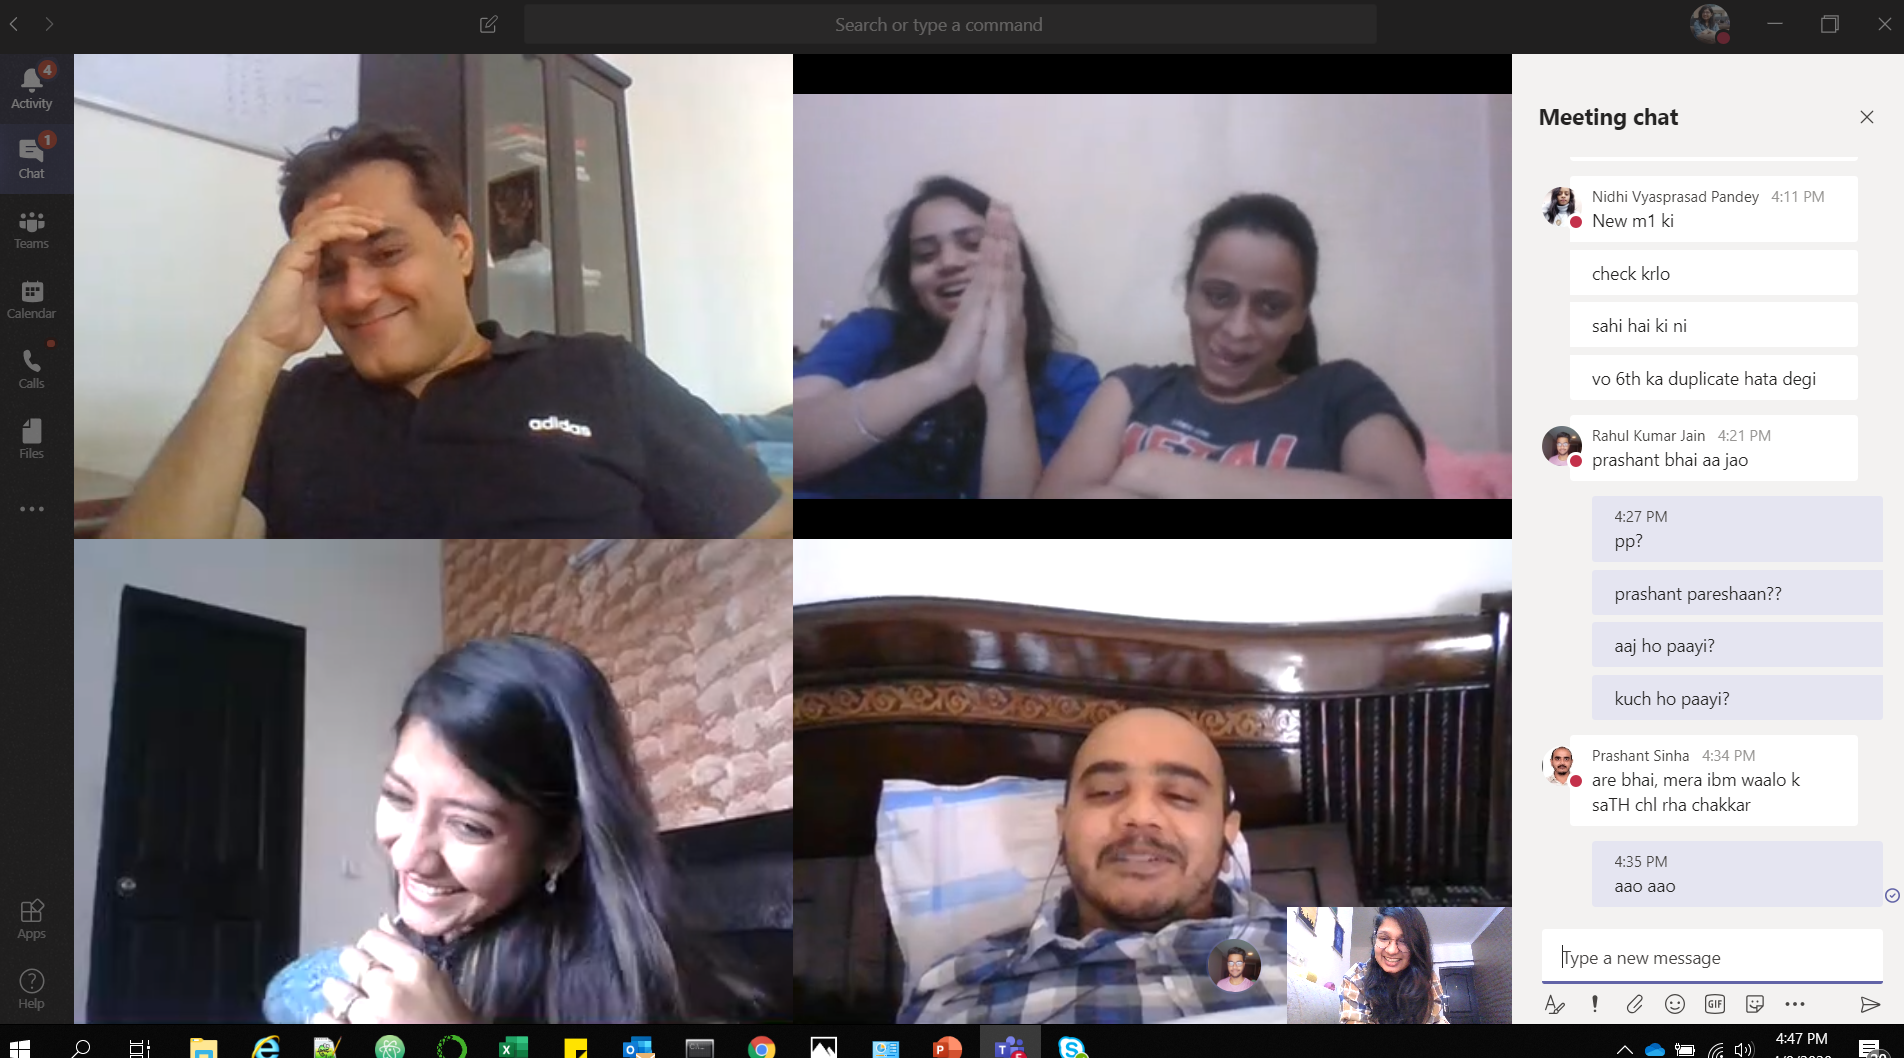 Search or type a command
4
Activity
1
Chat
Teams
Calendar
Calls
Files
Apps
Help
adidas
METAL
Meeting chat
Nidhi Vyasprasad Pandey 4:11 PM
New m1 ki
check krlo
sahi hai ki ni
vo 6th ka duplicate hata degi
Rahul Kumar Jain 4:21 PM
prashant bhai aa jao
4:27 PM
pp?
prashant pareshaan??
aaj ho paayi?
kuch ho paayi?
Prashant Sinha 4:34 PM
are bhai, mera ibm waalo k
saTH chl rha chakkar
4:35 PM
aao aao
Type a new message
GIF
4:47 PM